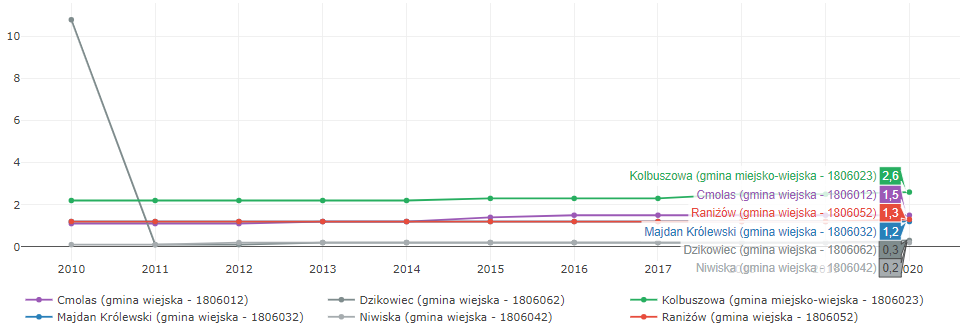 10
8
6
4
2
0
Kolbuszowa (gmina miejsko-wiejska - 1806023) 2,6
Cmolas (gmina wiejska - 1806012) 1,5
Raniżów (gmina wiejska - 1806052) 1,3
Majdan Królewski (gmina wiejska - 1806032) 1,2
Dzikowiec (gmina wiejska - 1806062) 0,3
Niwiska (gmina wiejska - 1806042) 0,2
2010 2011 2012 2013 2014 2015 2016 2017 2020
Cmolas (gmina wiejska - 1806012) Dzikowiec (gmina wiejska - 1806062) Kolbuszowa (gmina miejsko-wiejska - 1806023)
Majdan Królewski (gmina wiejska - 1806032) Niwiska (gmina wiejska - 1806042) Raniżów (gmina wiejska - 1806052)